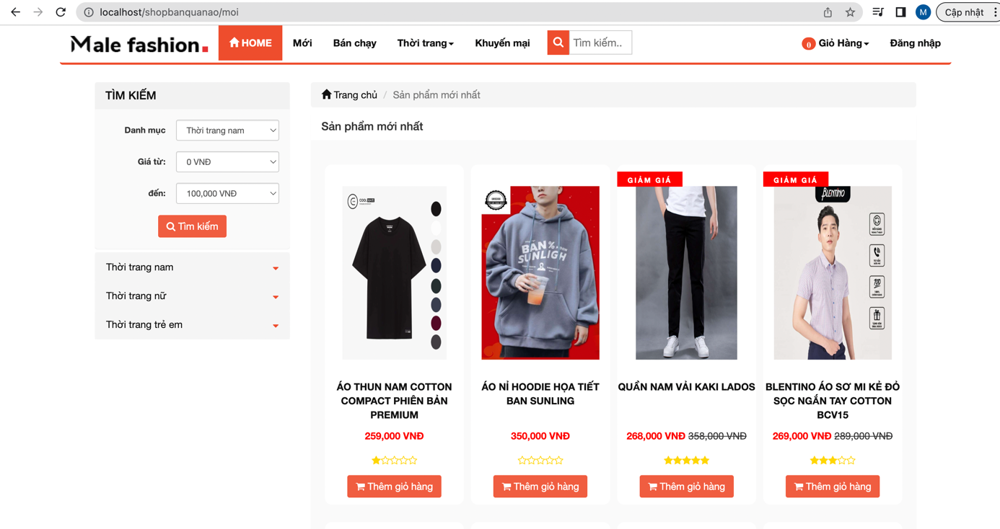 localhost/shopbanquanao/moi
M
Cập nhật
Male fashion.
HOME
Mới
Bán chạy
Thời trang
Khuyến mại
Tìm kiếm..
0
Giỏ Hàng
Đăng nhập
TÌM KIẾM
Danh mục
Thời trang nam
Giá từ:
0 VNĐ
đến:
100,000 VNĐ
Tìm kiếm
Thời trang nam
Thời trang nữ
Thời trang trẻ em
Trang chủ / Sản phẩm mới nhất
Sản phẩm mới nhất
COOLMATE
BAN%
SUNLIGH
GIẢM GIÁ
GIẢM GIÁ
BLENTINO
ÁO THUN NAM COTTON
COMPACT PHIÊN BẢN
PREMIUM
259,000 VNĐ
Thêm giỏ hàng
ÁO NỈ HOODIE HỌA TIẾT
BAN SUNLING
350,000 VNĐ
Thêm giỏ hàng
QUẦN NAM VẢI KAKI LADOS
268,000 VNĐ 358,000 VNĐ
Thêm giỏ hàng
BLENTINO ÁO SƠ MI KẺ ĐỎ
SỌC NGẮN TAY COTTON
BCV15
269,000 VNĐ 289,000 VNĐ
Thêm giỏ hàng